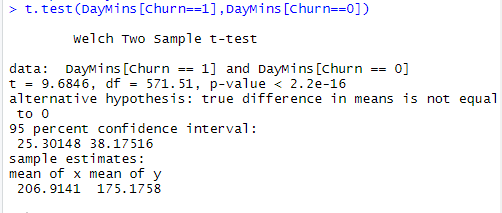 > t.test(DayMins[Churn==1],DayMins[Churn==0])
Welch Two Sample t-test
data:  DayMins[Churn == 1] and DayMins[Churn == 0]
t = 9.6846, df = 571.51, p-value < 2.2e-16
alternative hypothesis: true difference in means is not equal
 to 0
95 percent confidence interval:
 25.30148 38.17516
sample estimates:
mean of x mean of y
 206.9141  175.1758